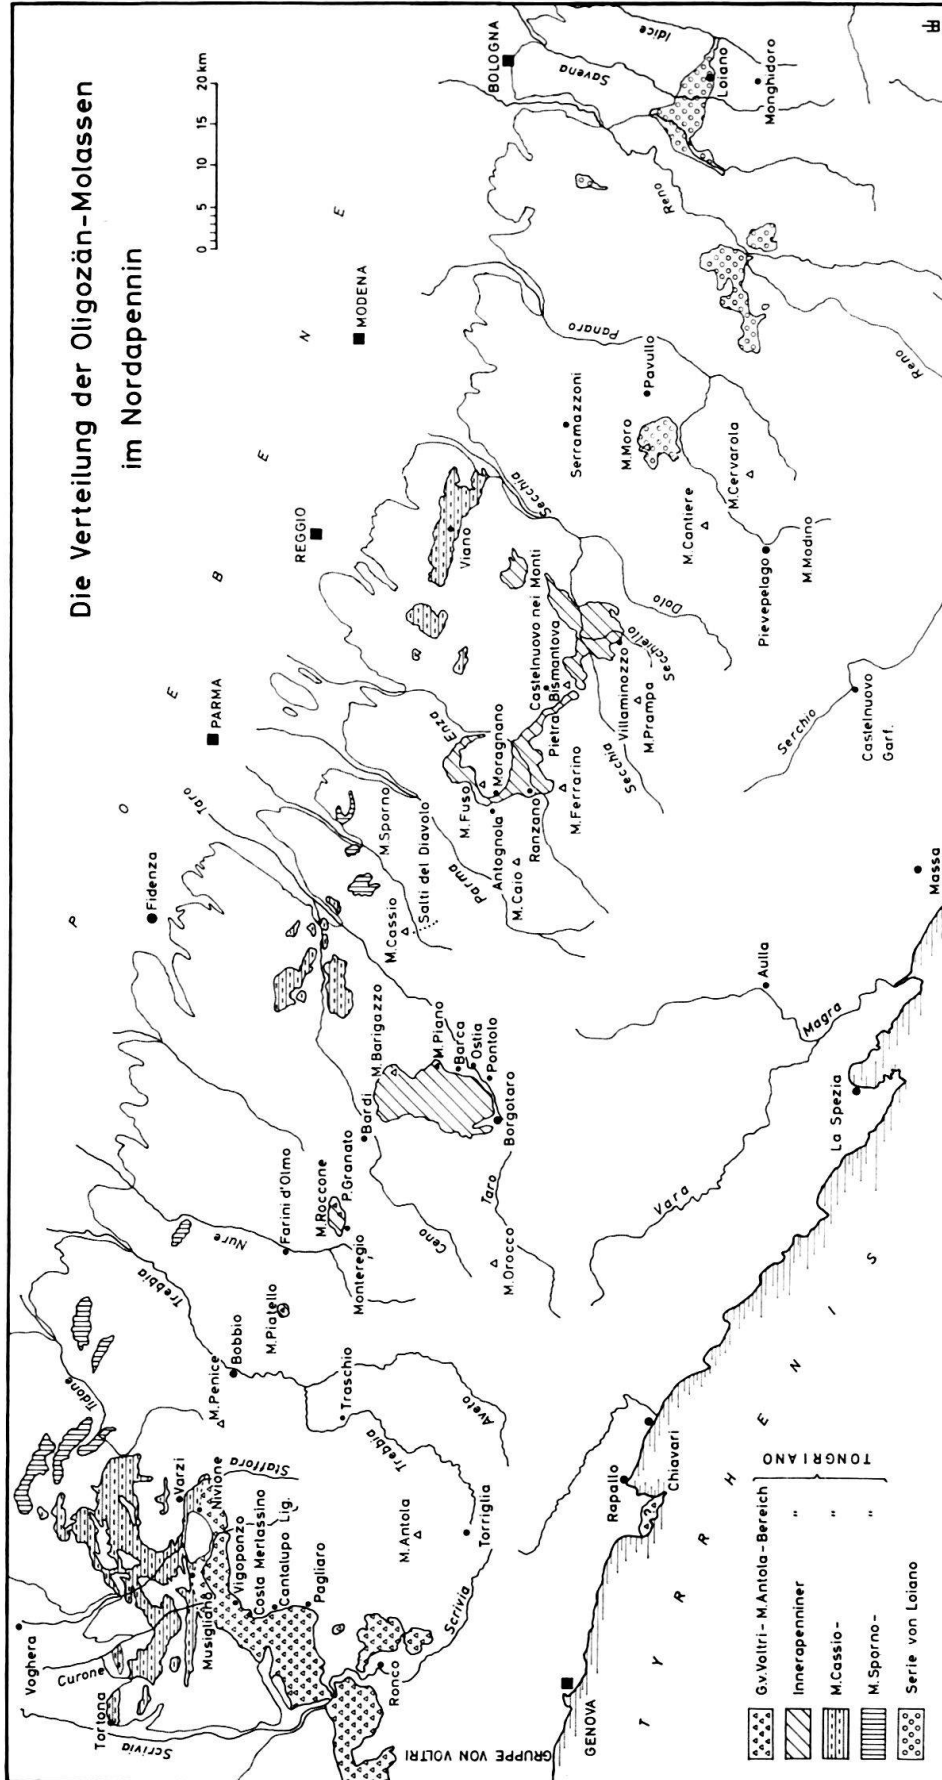 Die Verteilung der Oligozän-Molassen
im Nordapennin
0 5 10 15 20 km
P O E B E N E
T Y R R H E N I S
Voghera
Tortona
Curone
Scrivia
Musigliano
Varzi
Nivione
Staffora
Vigoponzo
Costa Merlassino
Cantalupo Lig.
Pagliaro
Ronco
Scrivia
GRUPPE VON VOLTRI
GENOVA
M.Antola
Torriglia
Tidone
Trebbia
M.Penice
Bobbio
M.Piatello
Traschio
Trebbia
Aveto
Rapallo
Chiavari
Nure
Farini d'Olmo
M.Roccone
P.Granato
Monteregio
Ceno
Bardi
M.Barigazzo
M.Piano
Barca
Ostia
Pontolo
Borgotaro
Taro
M.Orocco
Vara
La Spezia
Magra
Aulla
Massa
Fidenza
Taro
PARMA
M.Sporno
Salti del Diavolo
M.Cassio
Parma
Enza
M.Fuso
Moragnano
Antognola
Ranzano
M.Caio
M.Ferrarino
Castelnuovo nei Monti
Pietra
Bismantova
Villaminozzo
M.Prampa
Secchia
Secchiello
Dolo
REGGIO
Viano
Secchia
MODENA
Serramazzoni
Pavullo
M.Moro
M.Cantiere
M.Cervarola
Pievepelago
M.Modino
Serchio
Castelnuovo
Garf.
Panaro
Reno
Reno
BOLOGNA
Savena
Idice
Loiano
Monghidoro
G.v.Voltri - M.Antola - Bereich
Innerapenniner "
M.Cassio- "
M.Sporno- "
Serie von Loiano
TONGRIANO